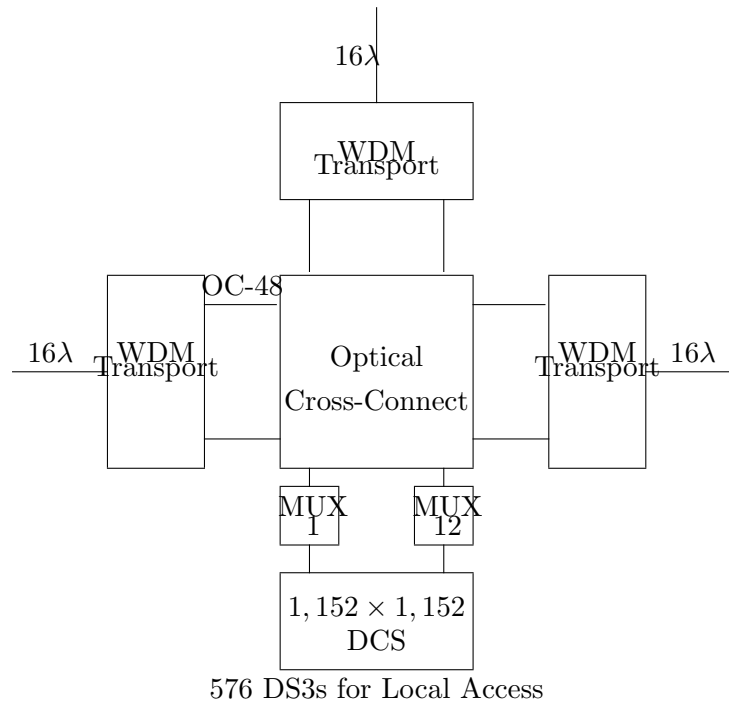 16λ
WDM
Transport
OC-48
16λ
WDM
Transport
Optical
Cross-Connect
WDM
Transport
16λ
MUX
1
MUX
12
1, 152 × 1, 152
DCS
576 DS3s for Local Access